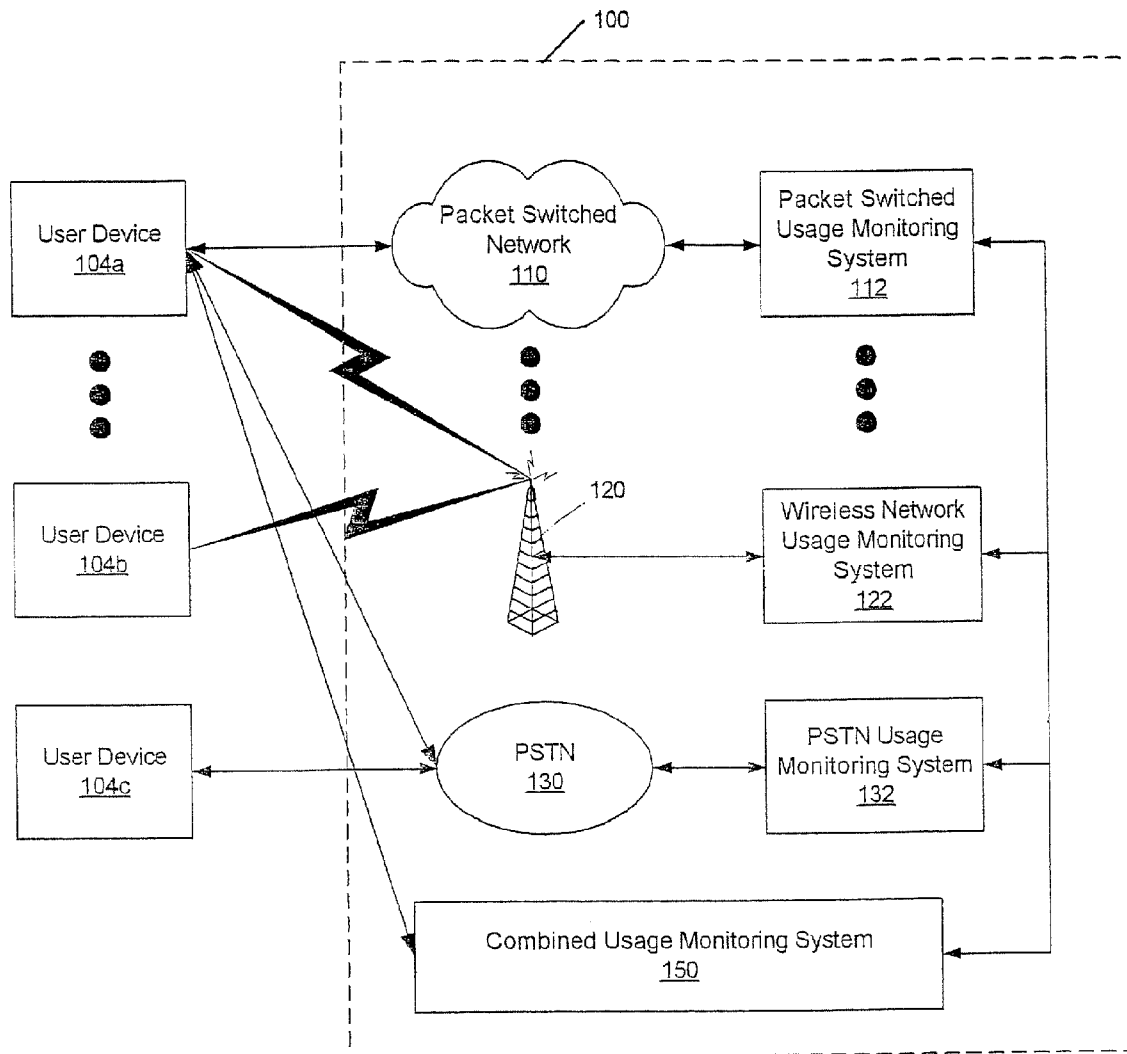 100
User Device
104a
Packet Switched
Network
110
Packet Switched
Usage Monitoring
System
112
User Device
104b
120
Wireless Network
Usage Monitoring
System
122
User Device
104c
PSTN
130
PSTN Usage
Monitoring System
132
Combined Usage Monitoring System
150